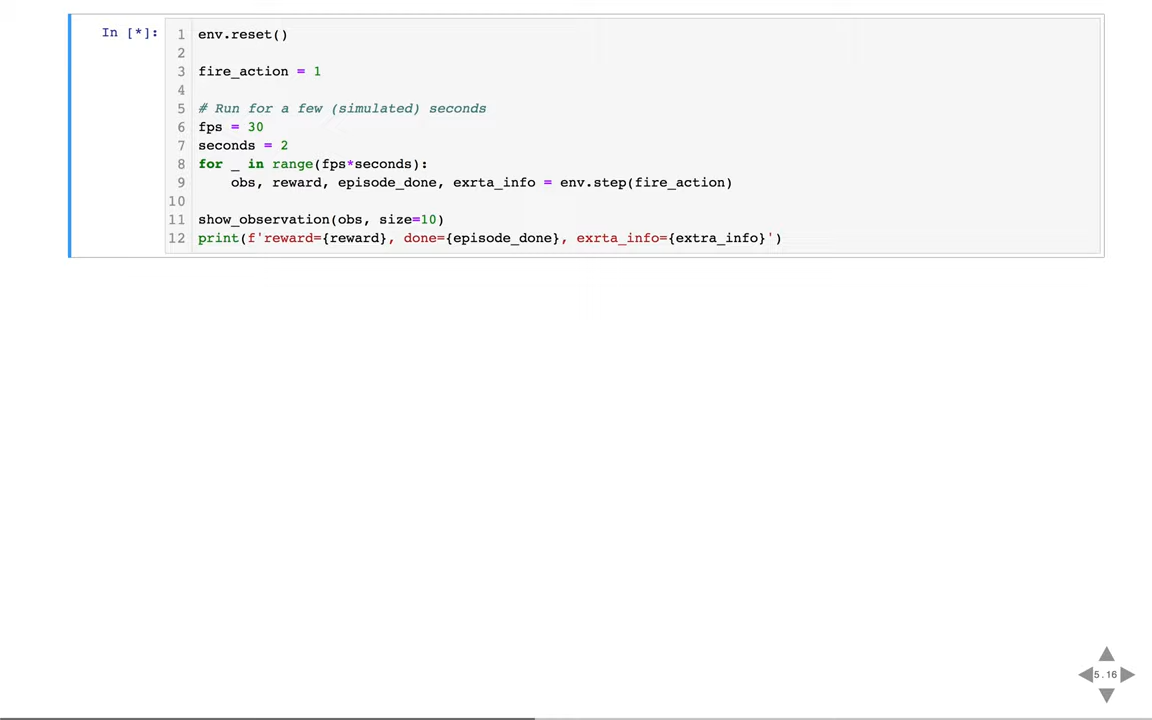 In [*]:
1 env.reset()
2
3 fire_action = 1
4
5 # Run for a few (simulated) seconds
6 fps = 30
7 seconds = 2
8 for _ in range(fps*seconds):
9     obs, reward, episode_done, exrta_info = env.step(fire_action)
10
11 show_observation(obs, size=10)
12 print(f'reward={reward}, done={episode_done}, exrta_info={extra_info}')
5.16